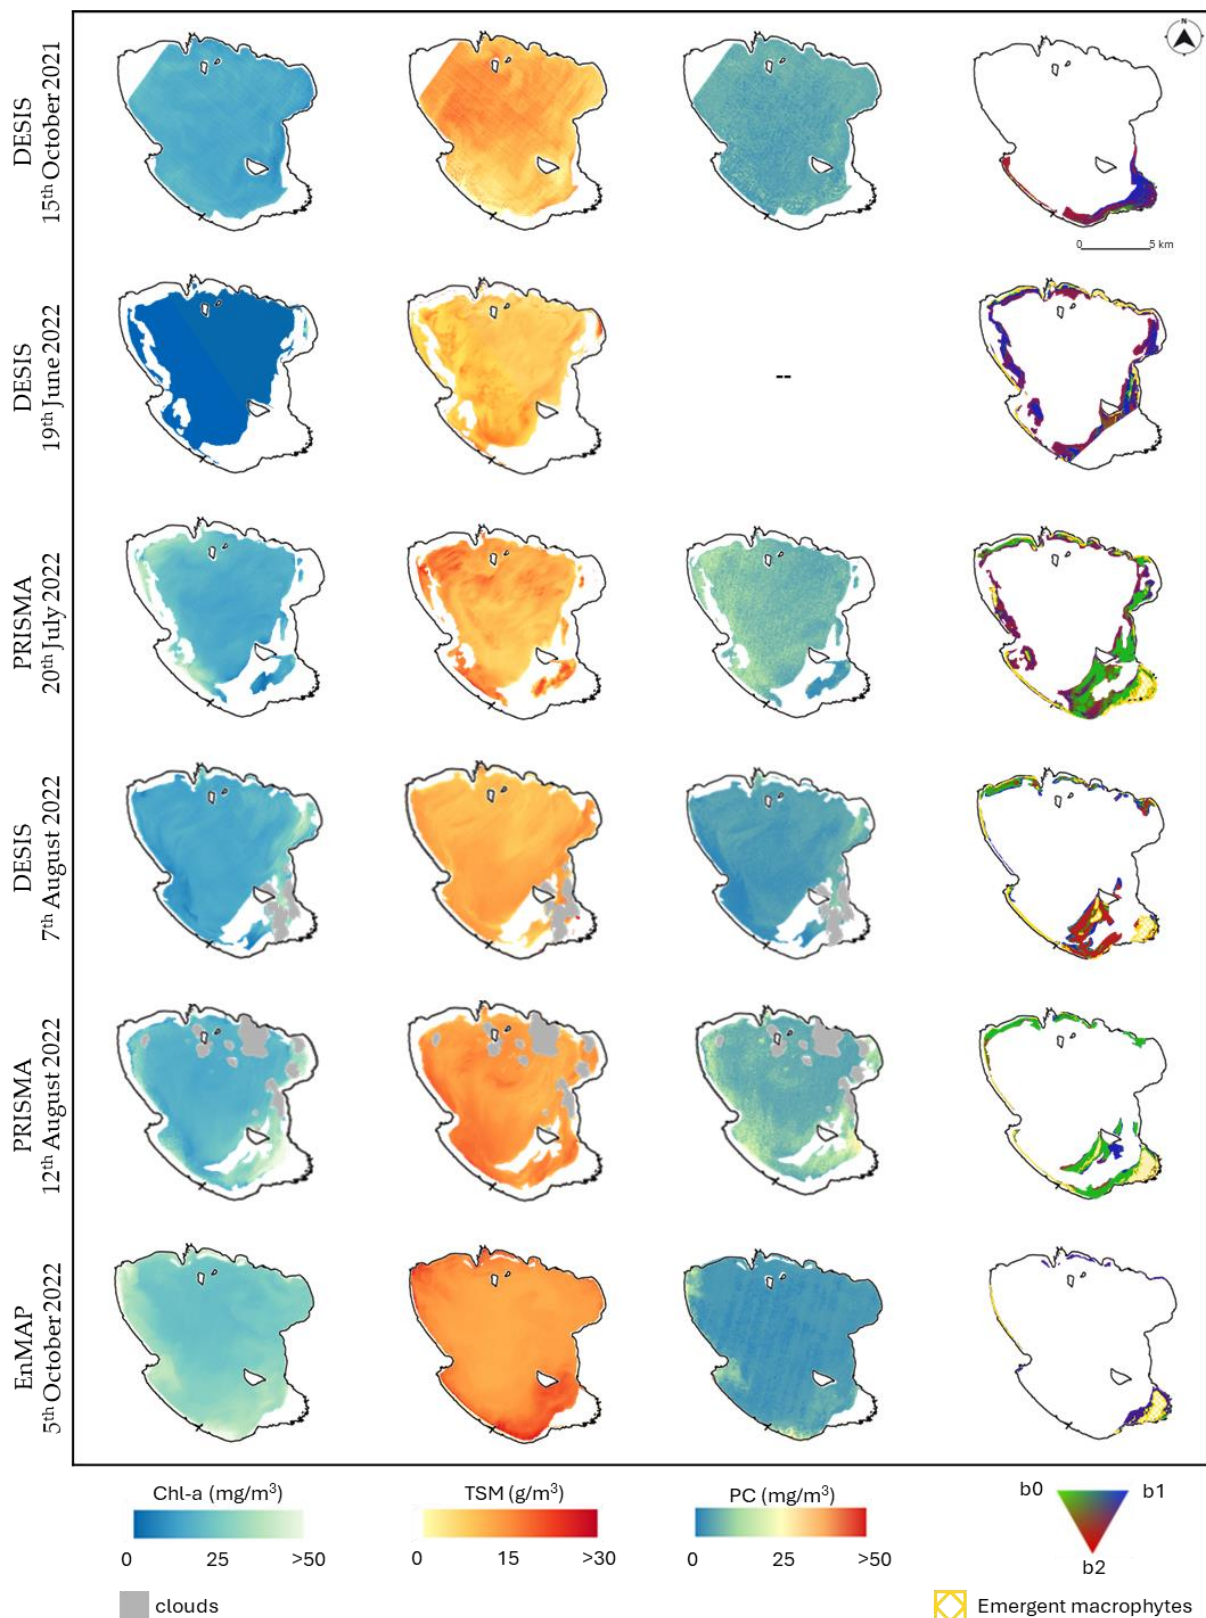 N
DESIS
15th October 2021
0 5 km
DESIS
19th June 2022
--
PRISMA
20th July 2022
DESIS
7th August 2022
PRISMA
12th August 2022
EnMAP
5th October 2022
Chl-a (mg/m³) TSM (g/m³) PC (mg/m³)
b0 b1
0 25 >50 0 15 >30 0 25 >50
b2
clouds Emergent macrophytes